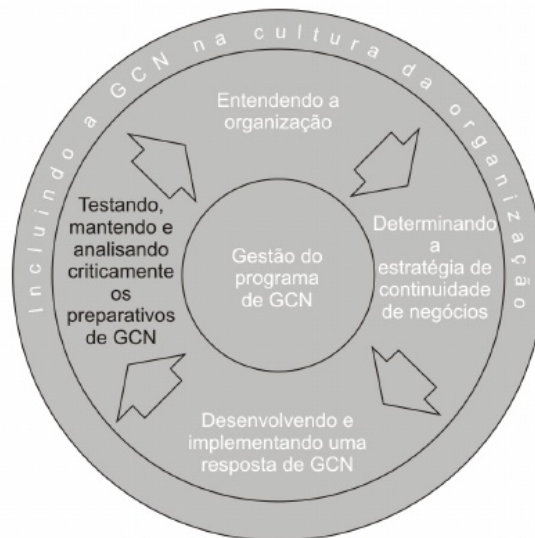 Incluindo a GCN na cultura da organização
Entendendo a
organização
Testando,
mantendo e
analisando
criticamente
os
preparativos
de GCN
Gestão do
programa
de GCN
Determinando
a
estratégia de
continuidade
de negócios
Desenvolvendo e
implementando uma
resposta de GCN